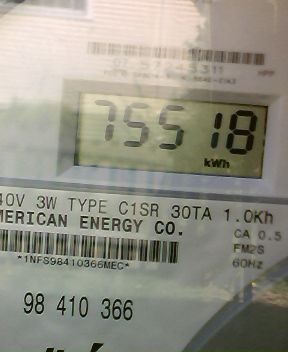 75518
kWh
40V 3W TYPE C1SR 30TA 1.0Kh
MERICAN ENERGY CO.
CA 0.5
FM2S
60Hz
*1NFS98410366MEC*
98 410 366